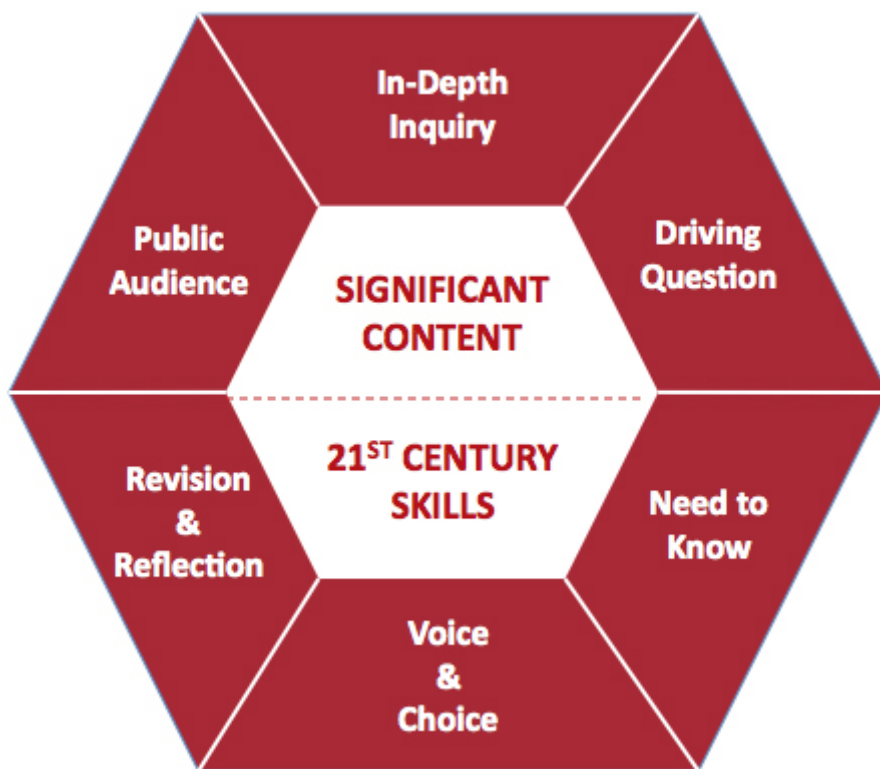 In-Depth
Inquiry
Driving
Question
Need to
Know
Voice
&
Choice
Revision
&
Reflection
Public
Audience
SIGNIFICANT
CONTENT
21ST CENTURY
SKILLS